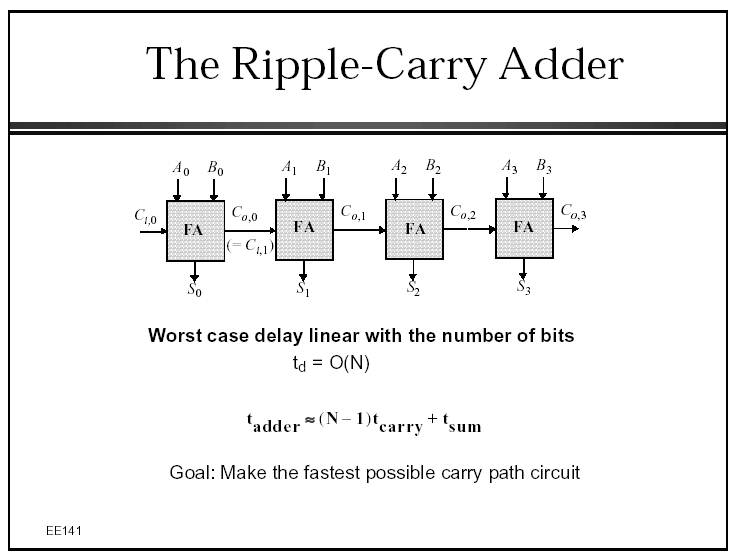 The Ripple-Carry Adder
A0 B0 A1 B1 A2 B2 A3 B3
Ci,0 Co,0 Co,1 Co,2 Co,3
FA FA FA FA
(= Ci,1)
S0 S1 S2 S3
Worst case delay linear with the number of bits
td = O(N)
tadder ≈ (N – 1)tcarry + tsum
Goal: Make the fastest possible carry path circuit
EE141